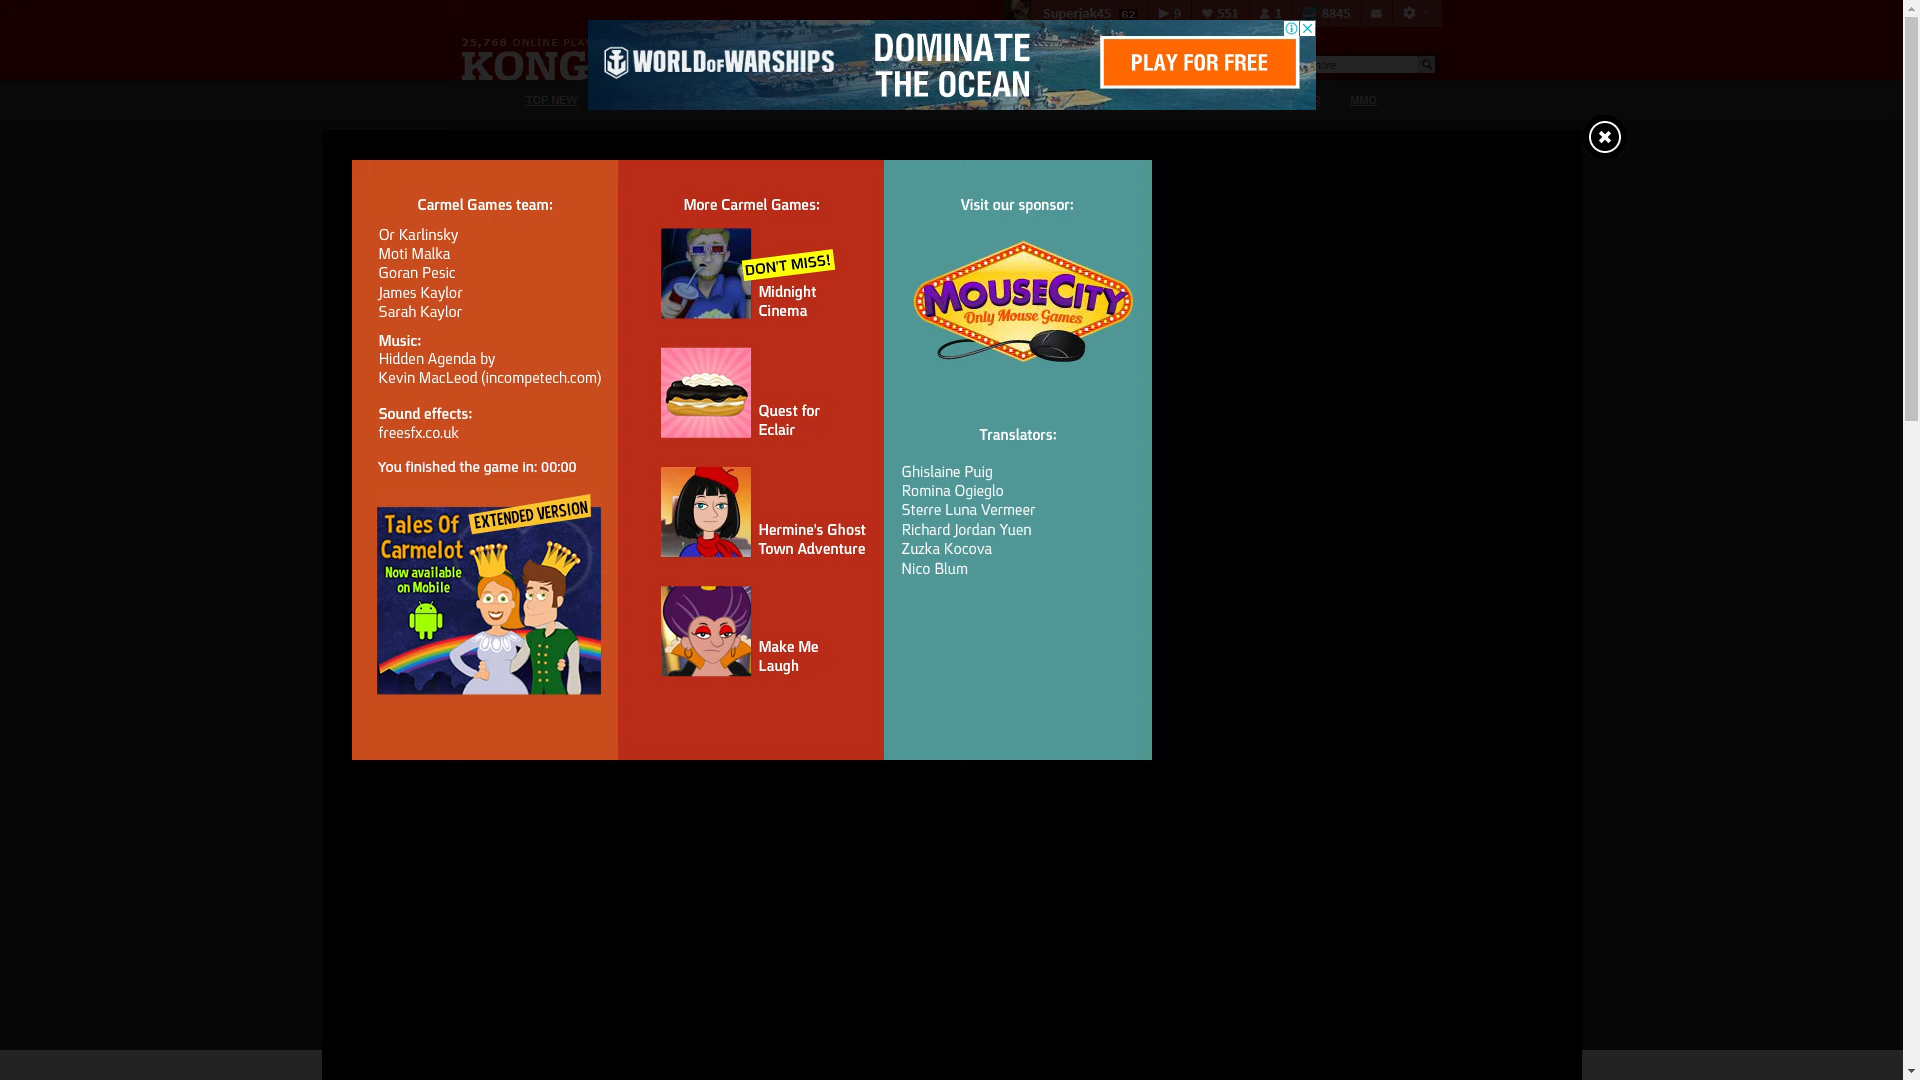 Superjak45 62 9 551 1 8845
25,768 ONLINE PLA
KONG
WORLD OF WARSHIPS
DOMINATE
THE OCEAN
PLAY FOR FREE
TOP NEW
MMO
Carmel Games team:
Or Karlinsky
Moti Malka
Goran Pesic
James Kaylor
Sarah Kaylor
Music:
Hidden Agenda by
Kevin MacLeod (incompetech.com)
Sound effects:
freesfx.co.uk
You finished the game in: 00:00
Tales Of
Carmelot
EXTENDED VERSION
Now available
on Mobile
More Carmel Games:
DON'T MISS!
Midnight
Cinema
Quest for
Eclair
Hermine's Ghost
Town Adventure
Make Me
Laugh
Visit our sponsor:
MOUSECITY
Only Mouse Games
Translators:
Ghislaine Puig
Romina Ogieglo
Sterre Luna Vermeer
Richard Jordan Yuen
Zuzka Kocova
Nico Blum